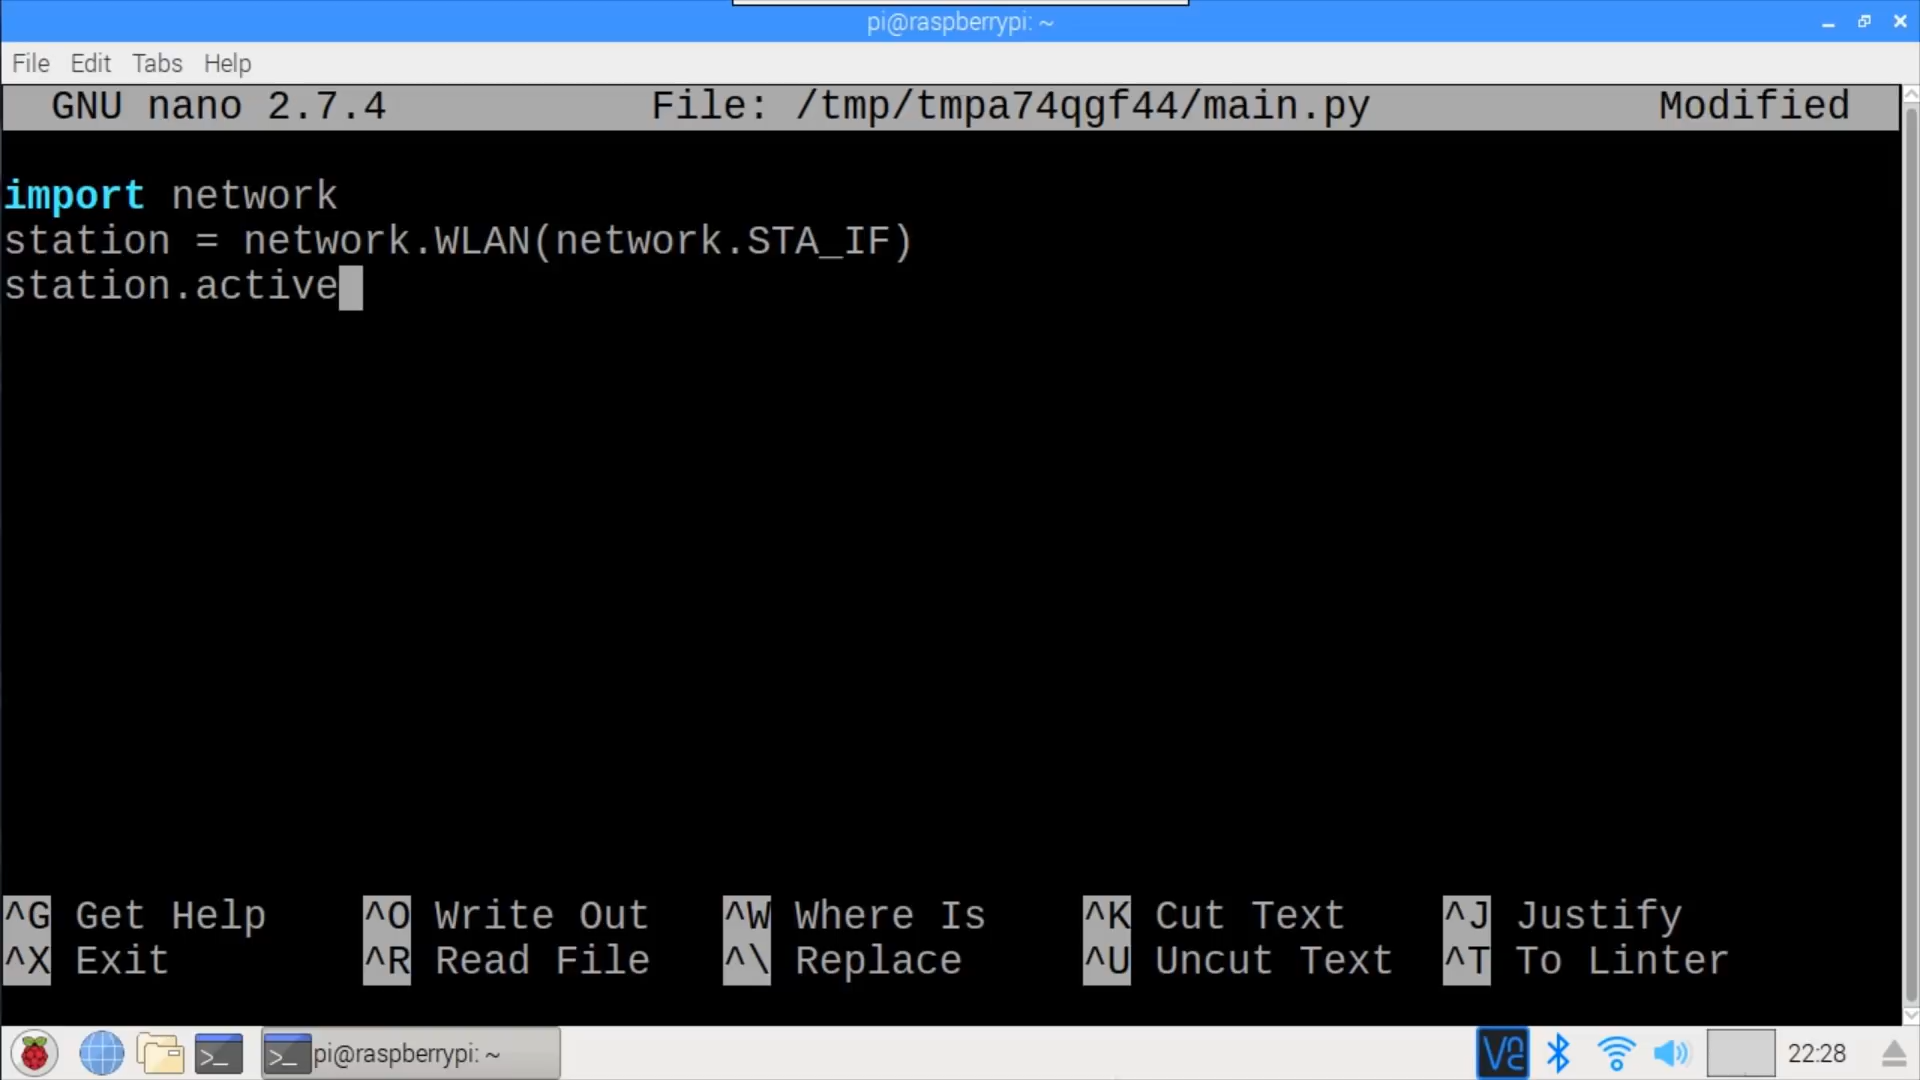 pi@raspberrypi: ~
File Edit Tabs Help
GNU nano 2.7.4 File: /tmp/tmpa74qgf44/main.py Modified
import network
station = network.WLAN(network.STA_IF)
station.active
^G Get Help ^O Write Out ^W Where Is ^K Cut Text ^J Justify
^X Exit ^R Read File ^\ Replace ^U Uncut Text ^T To Linter
>_ >_ pi@raspberrypi: ~ 22:28